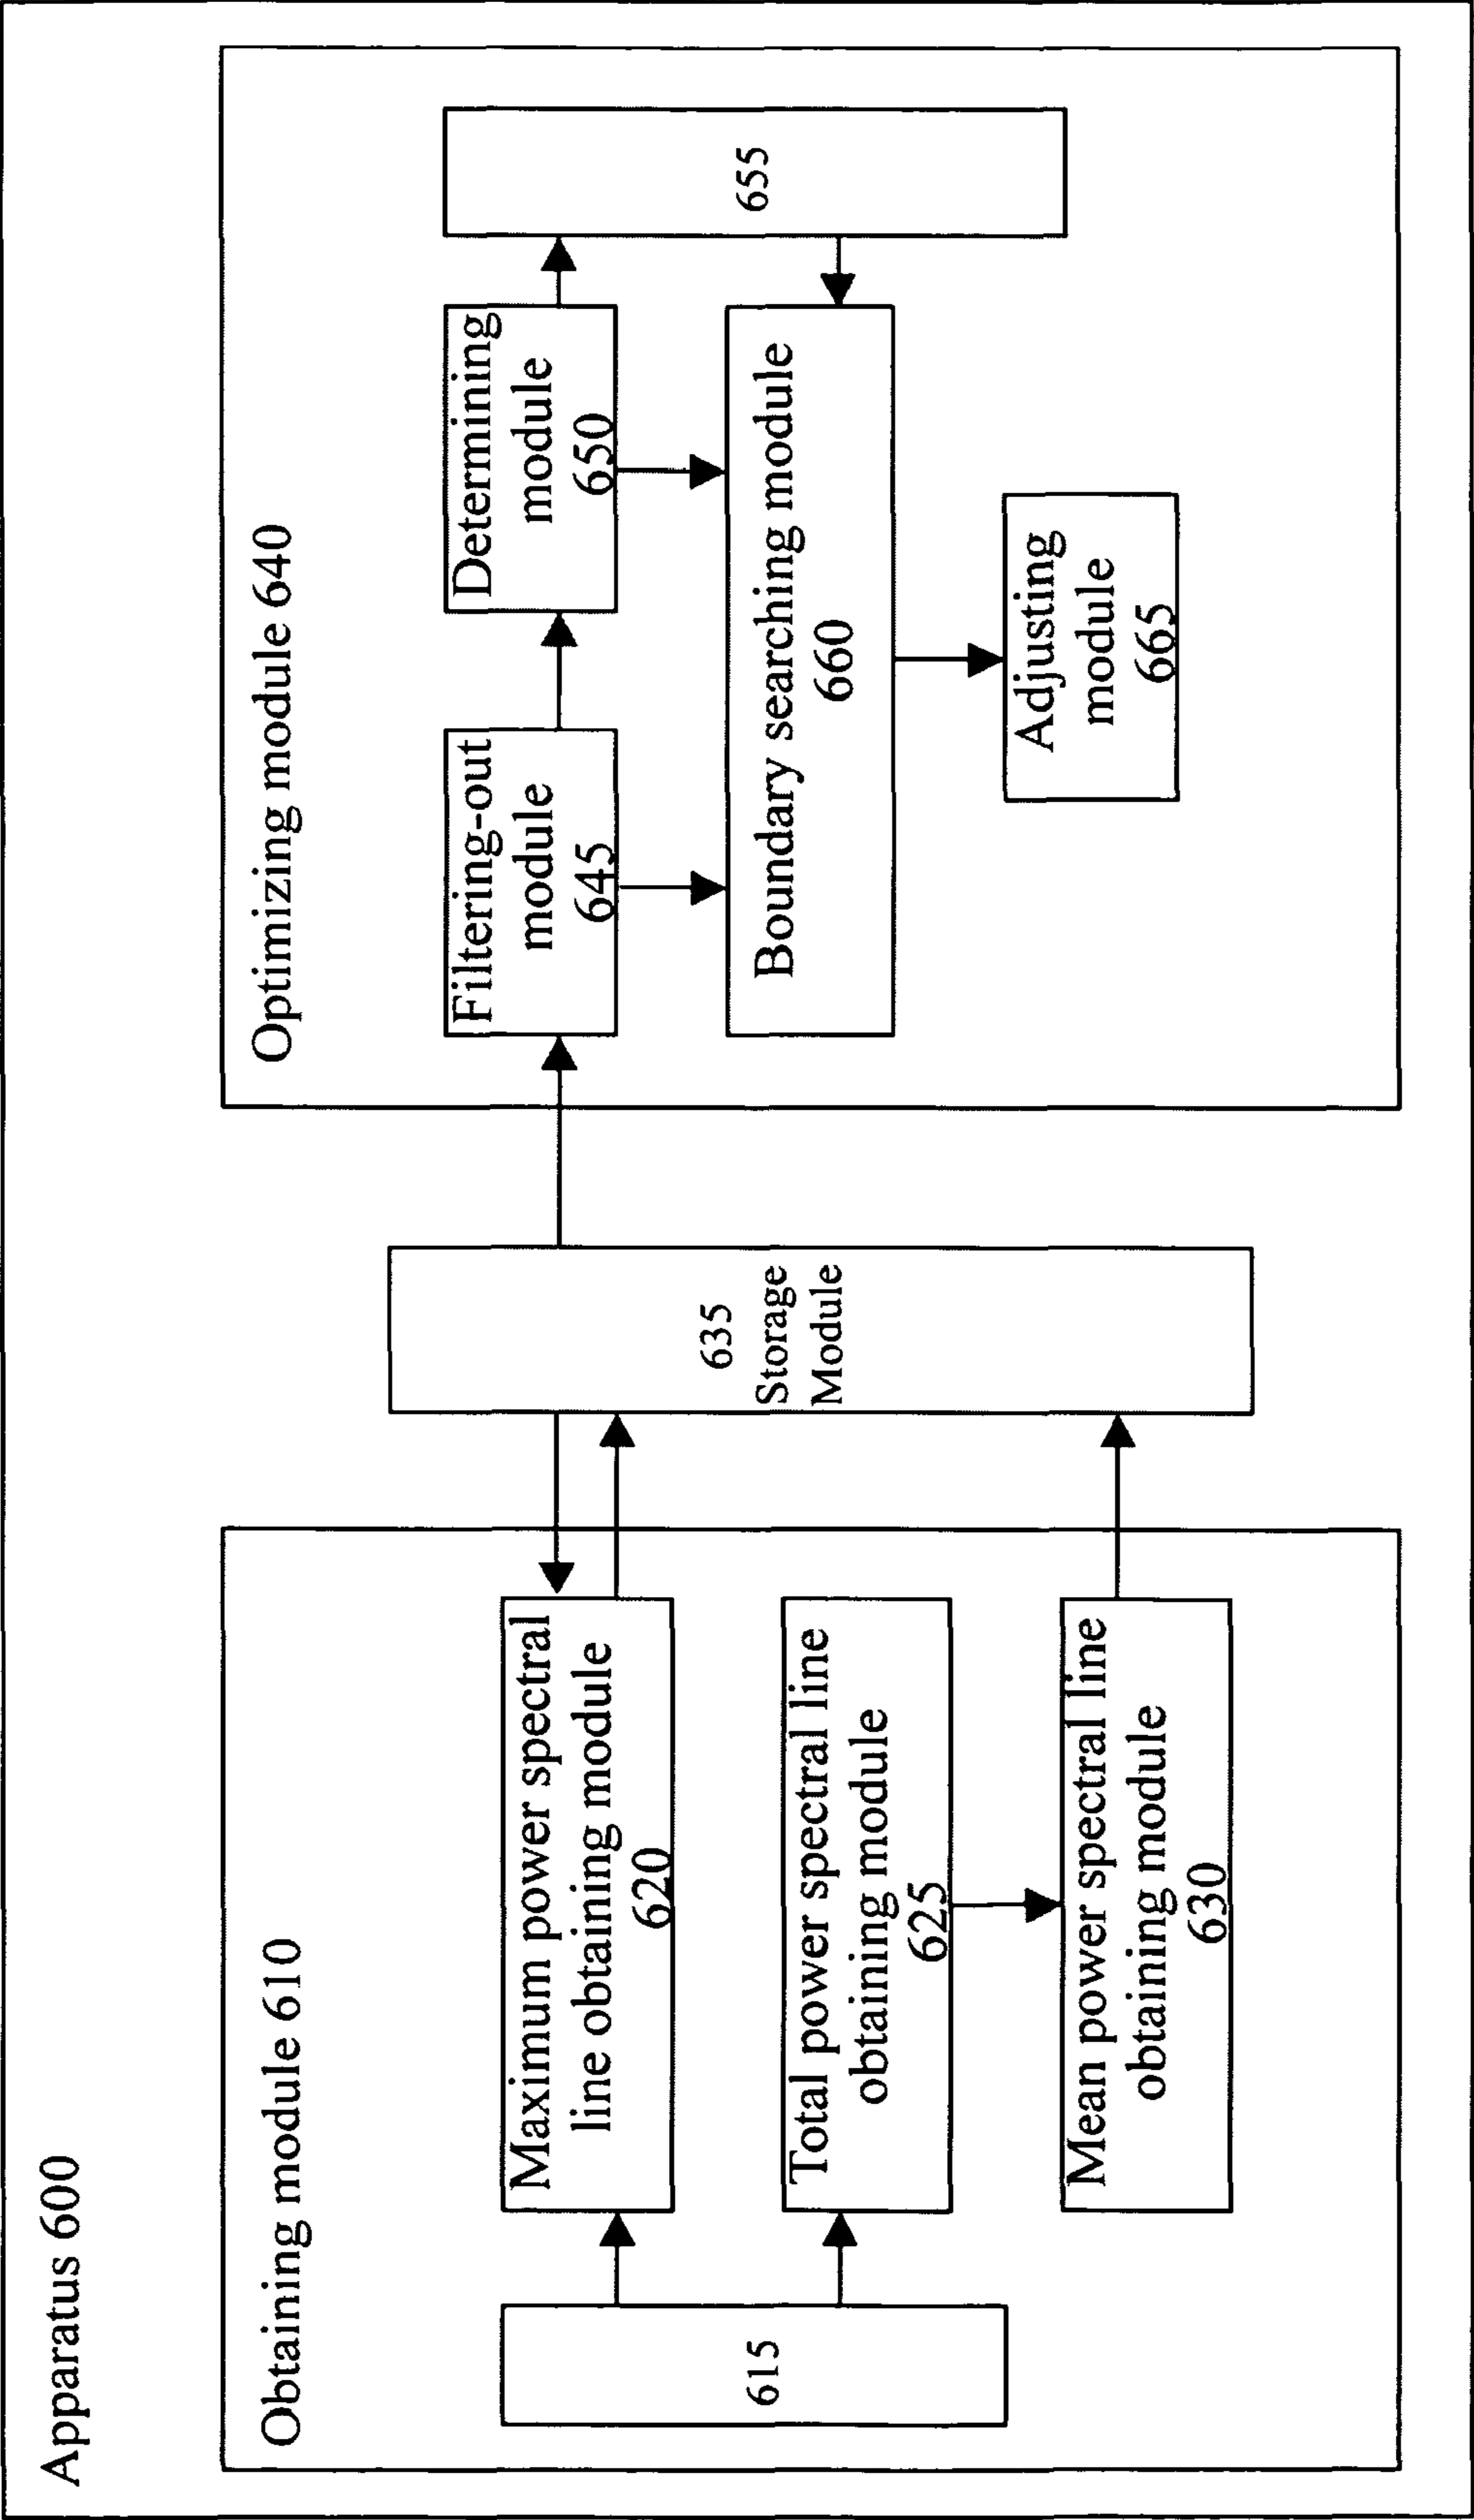 Apparatus 600
Obtaining module 610
615
Maximum power spectral
line obtaining module
620
Total power spectral line
obtaining module
625
Mean power spectral line
obtaining module
630
635
Storage
Module
Optimizing module 640
Filtering-out
module
645
Determining
module
650
655
Boundary searching module
660
Adjusting
module
665